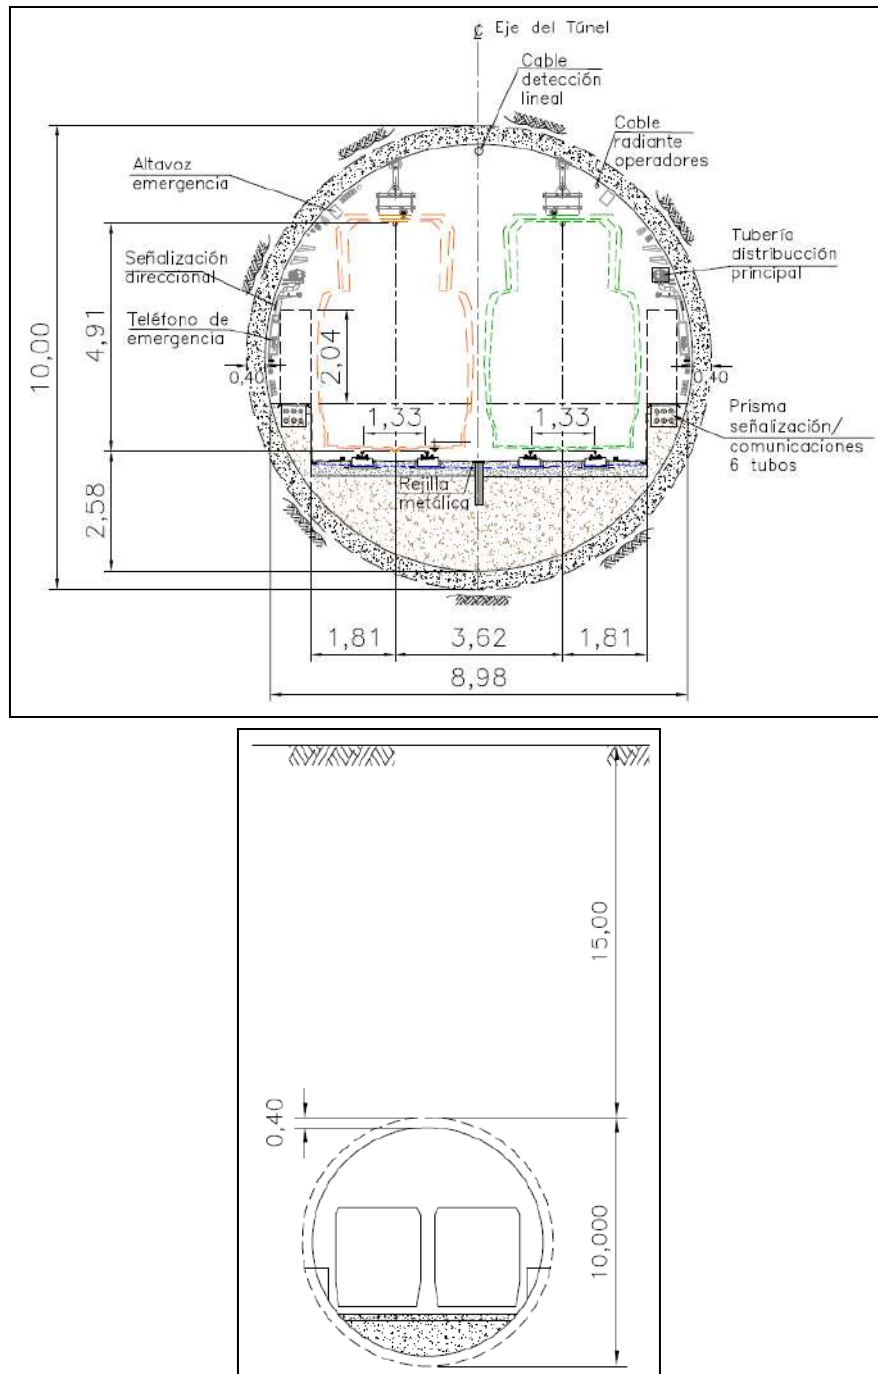 ℄ Eje del Túnel
Cable
detección
lineal
Cable
radiante
operadores
Altavoz
emergencia
Tubería
distribucción
principal
Señalización
direccional
Teléfono de
emergencia
10,00
4,91
2,04
0,40
0,40
1,33
1,33
Prisma
señalización/
comunicaciones
6 tubos
Rejilla
metálica
2,58
1,81
3,62
1,81
8,98
15,00
0,40
10,000